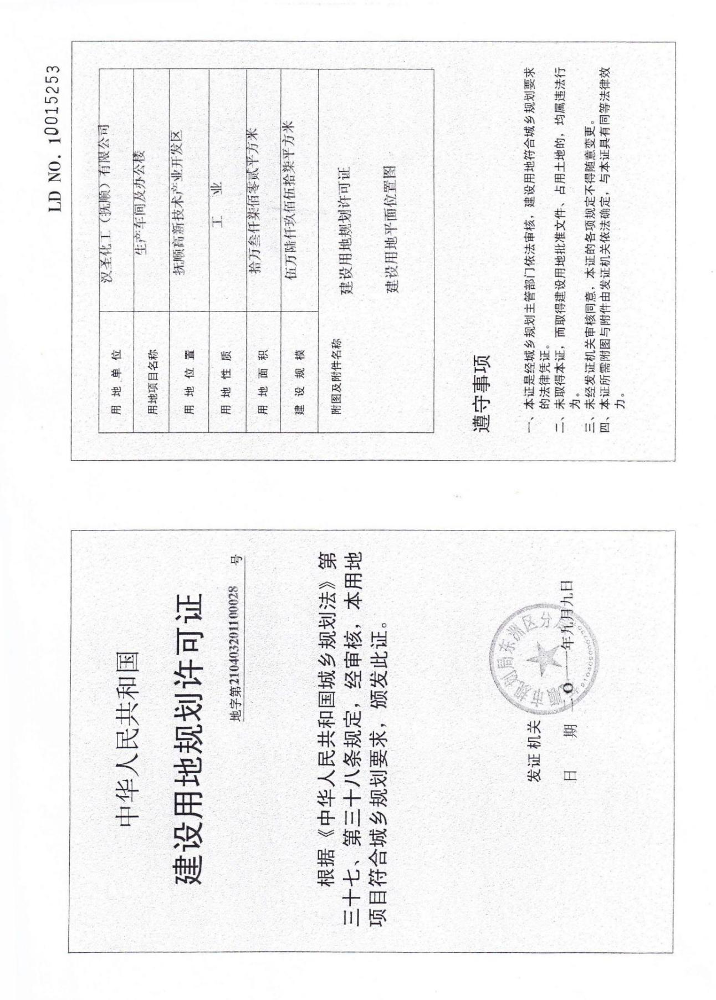 中华人民共和国
建设用地规划许可证
地字第210403201100028 号
根据《中华人民共和国城乡规划法》第
三十七、第三十八条规定，经审核，本用地
项目符合城乡规划要求，颁发此证。
发证机关
日 期 二〇一一年九月九日
顺市规划局东洲区分局
LD NO. 10015253
用地单位 汉圣化工（抚顺）有限公司
用地项目名称 生产车间及办公楼
用地位置 抚顺高新技术产业开发区
用地性质 工 业
用地面积 拾万叁仟柒佰零贰平方米
建设规模 伍万陆仟玖佰伍拾柒平方米
附图及附件名称
建设用地规划许可证
建设用地平面位置图
遵守事项
一、本证是经城乡规划主管部门依法审核，建设用地符合城乡规划要求
的法律凭证。
二、未取得本证，而取得建设用地批准文件、占用土地的，均属违法行
为。
三、未经发证机关审核同意，本证的各项规定不得随意变更。
四、本证所需附图与附件由发证机关依法确定，与本证具有同等法律效
力。